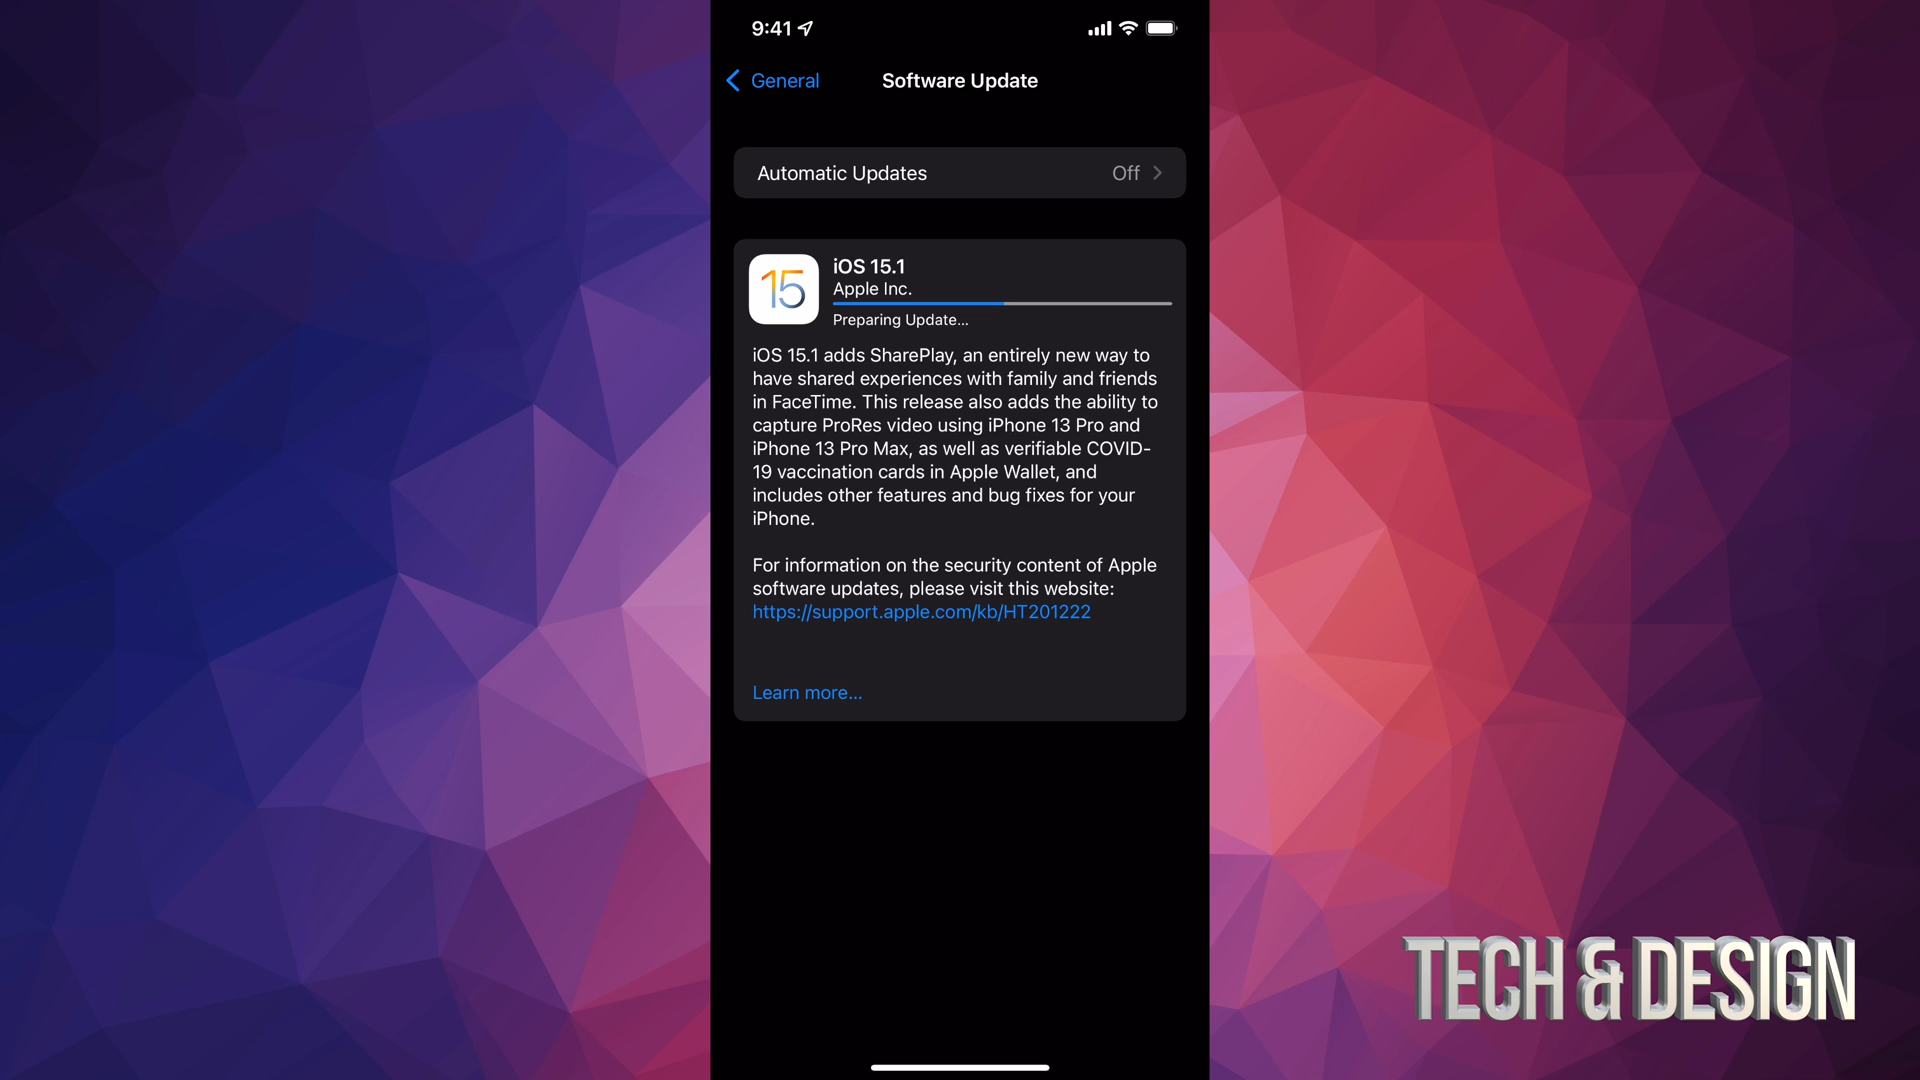 9:41
General
Software Update
Automatic Updates
Off
15
iOS 15.1
Apple Inc.
Preparing Update...
iOS 15.1 adds SharePlay, an entirely new way to
have shared experiences with family and friends
in FaceTime. This release also adds the ability to
capture ProRes video using iPhone 13 Pro and
iPhone 13 Pro Max, as well as verifiable COVID-
19 vaccination cards in Apple Wallet, and
includes other features and bug fixes for your
iPhone.
For information on the security content of Apple
software updates, please visit this website:
https://support.apple.com/kb/HT201222
Learn more...
TECH & DESIGN